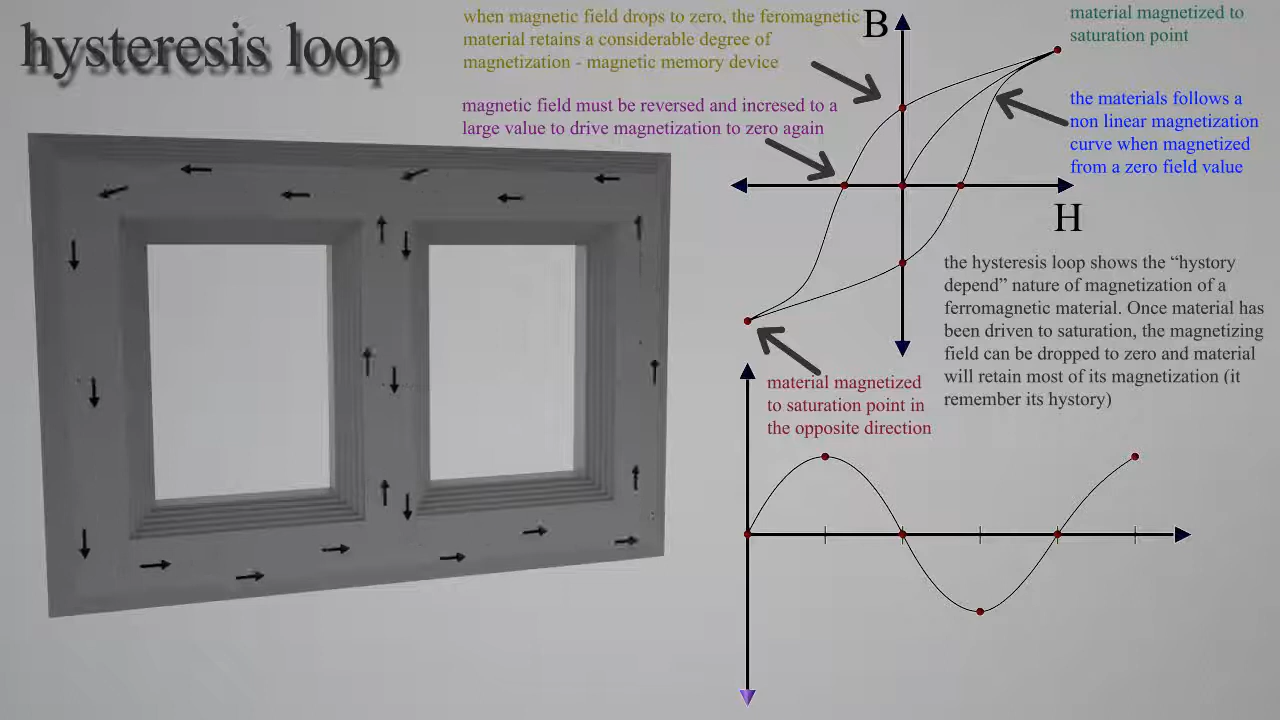 hysteresis loop
when magnetic field drops to zero, the feromagnetic
material retains a considerable degree of
magnetization - magnetic memory device
magnetic field must be reversed and incresed to a
large value to drive magnetization to zero again
B
material magnetized to
saturation point
the materials follows a
non linear magnetization
curve when magnetized
from a zero field value
H
the hysteresis loop shows the “hystory
depend” nature of magnetization of a
ferromagnetic material. Once material has
been driven to saturation, the magnetizing
field can be dropped to zero and material
will retain most of its magnetization (it
remember its hystory)
material magnetized
to saturation point in
the opposite direction